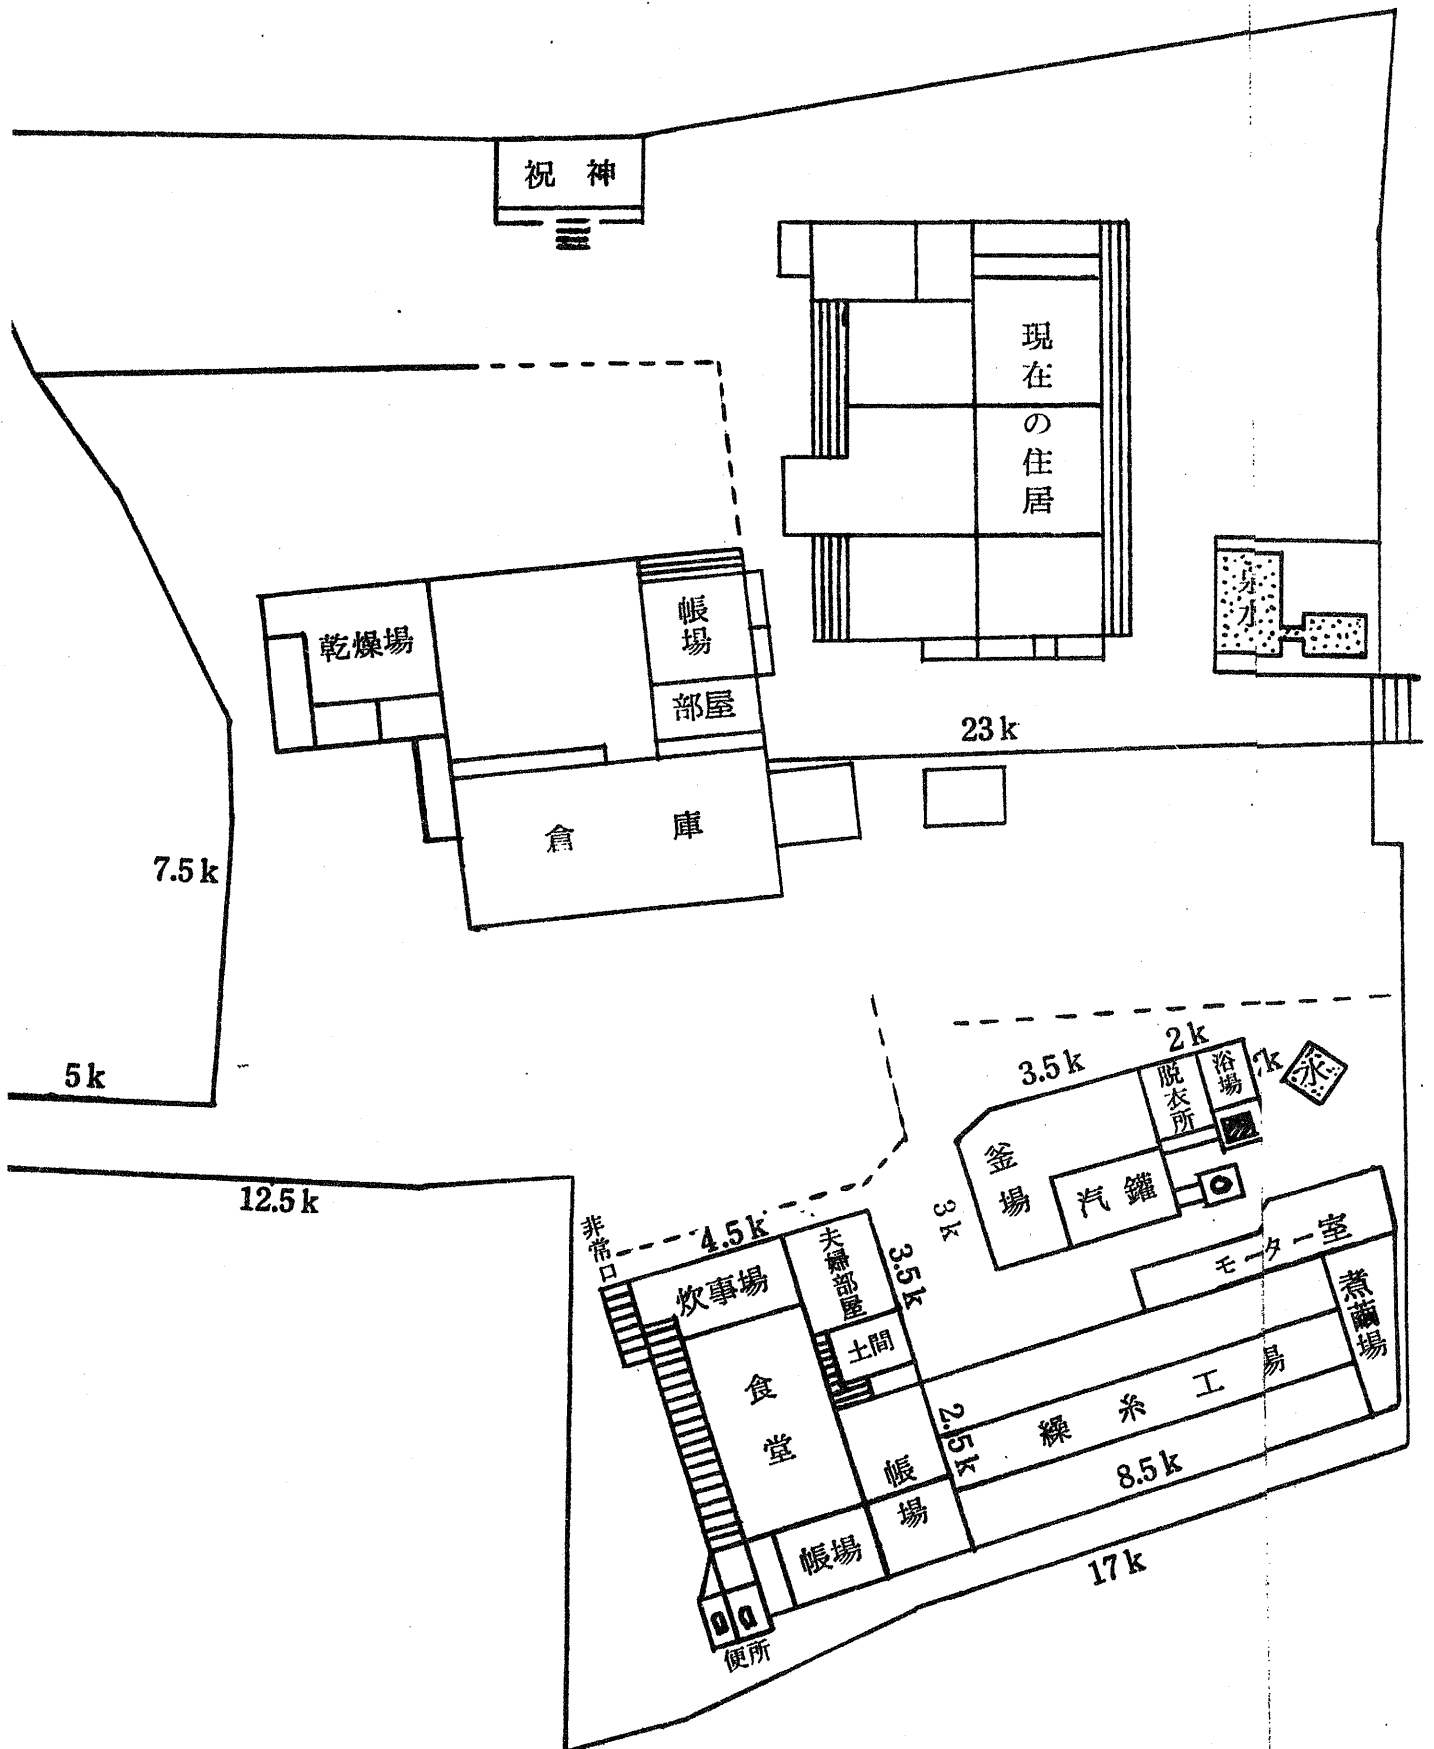 祝神
現在の住居
泉水
乾燥場
帳場
部屋
23k
倉庫
7.5k
5k
12.5k
2k
3.5k
浴場
脱衣所
水
釜場
汽罐
3k
非常口
4.5k
夫婦部屋
3.5k
炊事場
土間
モーター室
煮繭場
食堂
繰糸工場
2.5k
帳場
8.5k
帳場
17k
便所